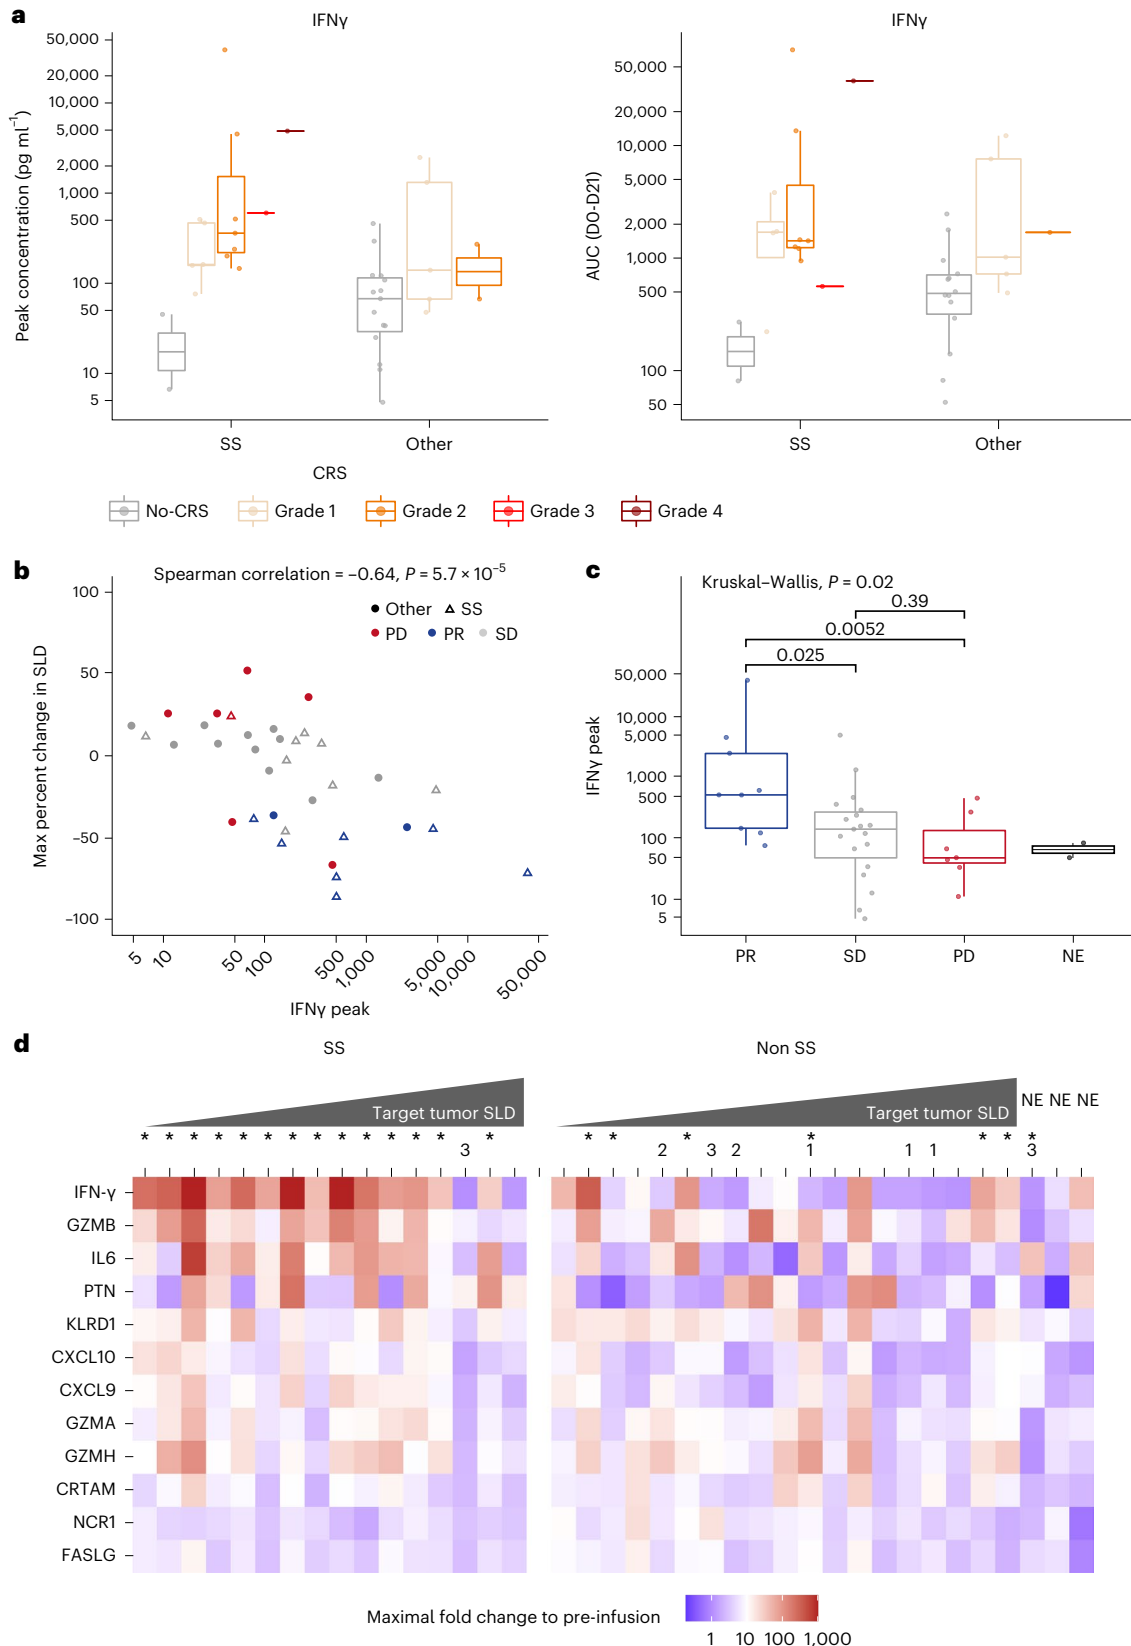 a
IFNγ
IFNγ
Peak concentration (pg ml⁻¹)
50,000
20,000
10,000
5,000
2,000
1,000
500
100
50
10
5
SS
Other
AUC (D0-D21)
50,000
20,000
10,000
5,000
2,000
1,000
500
100
50
SS
Other
CRS
No-CRS Grade 1 Grade 2 Grade 3 Grade 4
b
Spearman correlation = −0.64, P = 5.7 × 10⁻⁵
Other SS
PD PR SD
Max percent change in SLD
100
50
0
−50
−100
5 10 50 100 500 1,000 5,000 10,000 50,000
IFNγ peak
c
Kruskal–Wallis, P = 0.02
0.39
0.0052
0.025
IFNγ peak
50,000
10,000
5,000
1,000
500
100
50
10
5
PR SD PD NE
d
SS
Non SS
Target tumor SLD
Target tumor SLD
NE NE NE
* * * * * * * * * * * * * *
3
* * * * * * *
2 3 2 1 1 1 3
IFN-γ
GZMB
IL6
PTN
KLRD1
CXCL10
CXCL9
GZMA
GZMH
CRTAM
NCR1
FASLG
Maximal fold change to pre-infusion
1 10 100 1,000